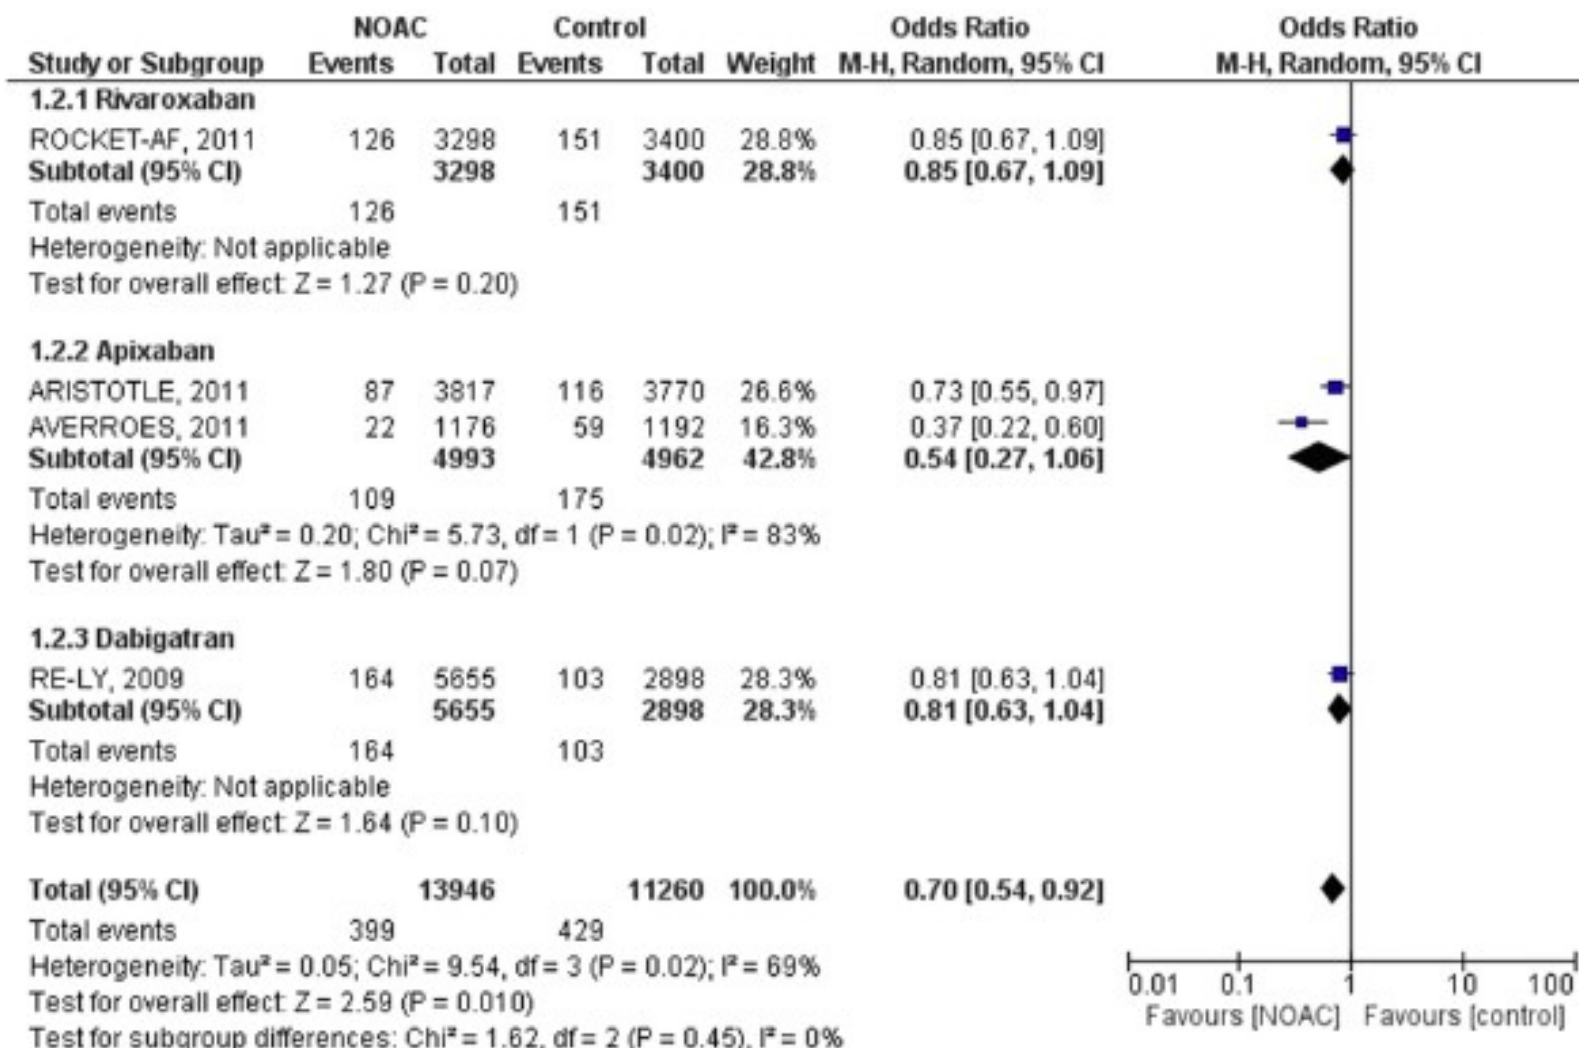 NOAC Control Odds Ratio Odds Ratio
Study or Subgroup Events Total Events Total Weight M-H, Random, 95% CI M-H, Random, 95% CI
1.2.1 Rivaroxaban
ROCKET-AF, 2011 126 3298 151 3400 28.8% 0.85 [0.67, 1.09]
Subtotal (95% CI) 3298 3400 28.8% 0.85 [0.67, 1.09]
Total events 126 151
Heterogeneity: Not applicable
Test for overall effect: Z = 1.27 (P = 0.20)
1.2.2 Apixaban
ARISTOTLE, 2011 87 3817 116 3770 26.6% 0.73 [0.55, 0.97]
AVERROES, 2011 22 1176 59 1192 16.3% 0.37 [0.22, 0.60]
Subtotal (95% CI) 4993 4962 42.8% 0.54 [0.27, 1.06]
Total events 109 175
Heterogeneity: Tau² = 0.20; Chi² = 5.73, df = 1 (P = 0.02); I² = 83%
Test for overall effect: Z = 1.80 (P = 0.07)
1.2.3 Dabigatran
RE-LY, 2009 164 5655 103 2898 28.3% 0.81 [0.63, 1.04]
Subtotal (95% CI) 5655 2898 28.3% 0.81 [0.63, 1.04]
Total events 164 103
Heterogeneity: Not applicable
Test for overall effect: Z = 1.64 (P = 0.10)
Total (95% CI) 13946 11260 100.0% 0.70 [0.54, 0.92]
Total events 399 429
Heterogeneity: Tau² = 0.05; Chi² = 9.54, df = 3 (P = 0.02); I² = 69%
Test for overall effect: Z = 2.59 (P = 0.010)
Test for subgroup differences: Chi² = 1.62, df = 2 (P = 0.45), I² = 0%
0.01 0.1 1 10 100
Favours [NOAC] Favours [control]